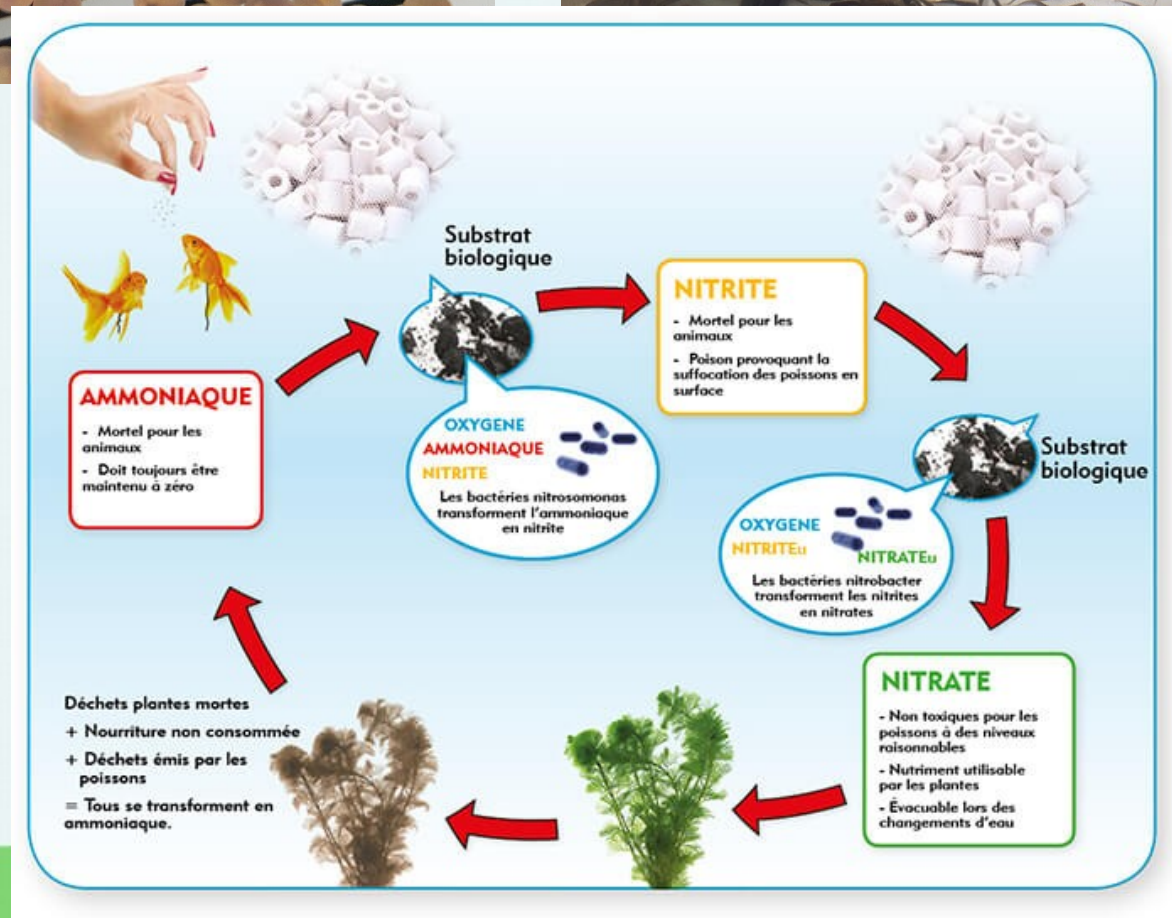 Substrat
biologique
NITRITE
- Mortel pour les
animaux
- Poison provoquant la
suffocation des poissons en
surface
AMMONIAQUE
- Mortel pour les
animaux
- Doit toujours être
maintenu à zéro
OXYGENE
AMMONIAQUE
NITRITE
Les bactéries nitrosomonas
transforment l'ammoniaque
en nitrite
Substrat
biologique
OXYGENE
NITRITEu
NITRATEu
Les bactéries nitrobacter
transforment les nitrites
en nitrates
NITRATE
- Non toxiques pour les
poissons à des niveaux
raisonnables
- Nutriment utilisable
par les plantes
- Évacuable lors des
changements d'eau
Déchets plantes mortes
+ Nourriture non consommée
+ Déchets émis par les
poissons
= Tous se transforment en
ammoniaque.